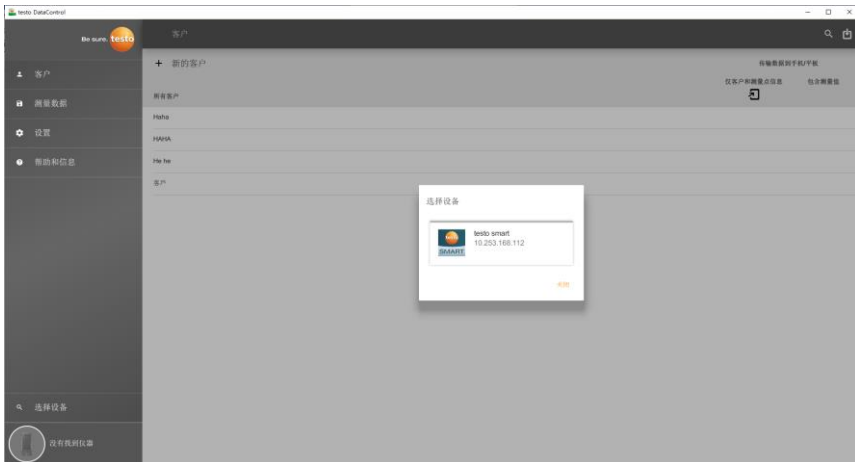 testo DataControl
Be sure. testo
客户
客户
测量数据
设置
帮助和信息
选择设备
没有找到仪器
+ 新的客户
传输数据到手机/平板
仅客户和测量点信息
包含测量值
所有客户
Haha
HAHA
He he
客户
选择设备
testo smart
10.253.168.112
SMART
关闭